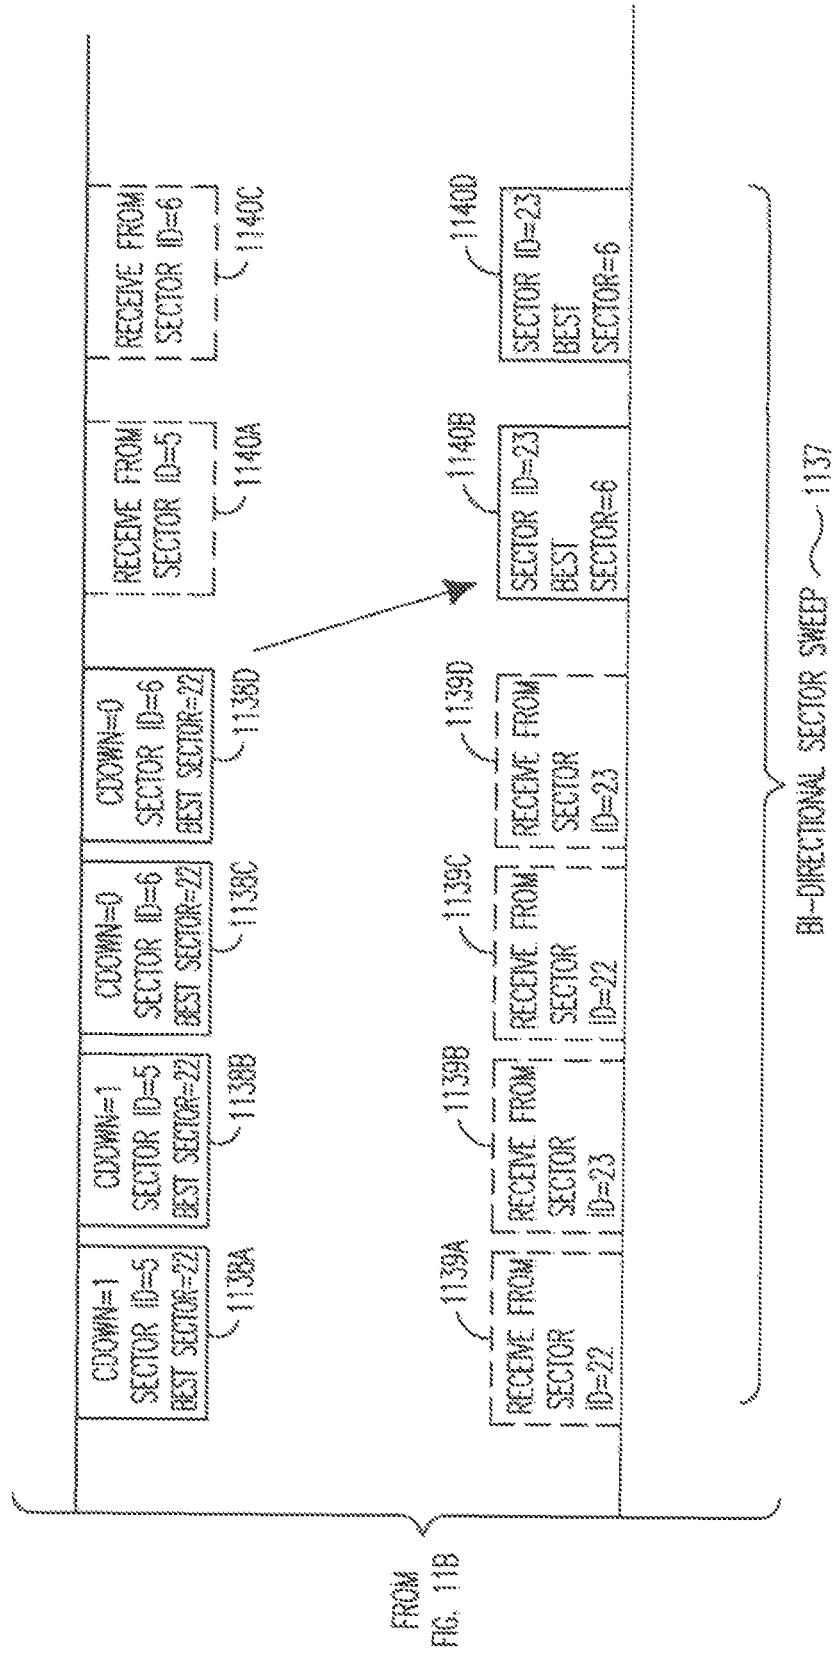 FROM
FIG. 11B
CDOWN=1
SECTOR ID=5
BEST SECTOR=22
1138A
CDOWN=1
SECTOR ID=5
BEST SECTOR=22
1138B
CDOWN=0
SECTOR ID=6
BEST SECTOR=22
1138C
CDOWN=0
SECTOR ID=6
BEST SECTOR=22
1138D
RECEIVE FROM
SECTOR ID=5
1140A
RECEIVE FROM
SECTOR ID=6
1140C
1139A
RECEIVE FROM
SECTOR
ID=22
1139B
RECEIVE FROM
SECTOR
ID=23
1139C
RECEIVE FROM
SECTOR
ID=22
1139D
RECEIVE FROM
SECTOR
ID=23
1140B
SECTOR ID=23
BEST
SECTOR=6
1140D
SECTOR ID=23
BEST
SECTOR=6
BI-DIRECTIONAL SECTOR SWEEP 1137